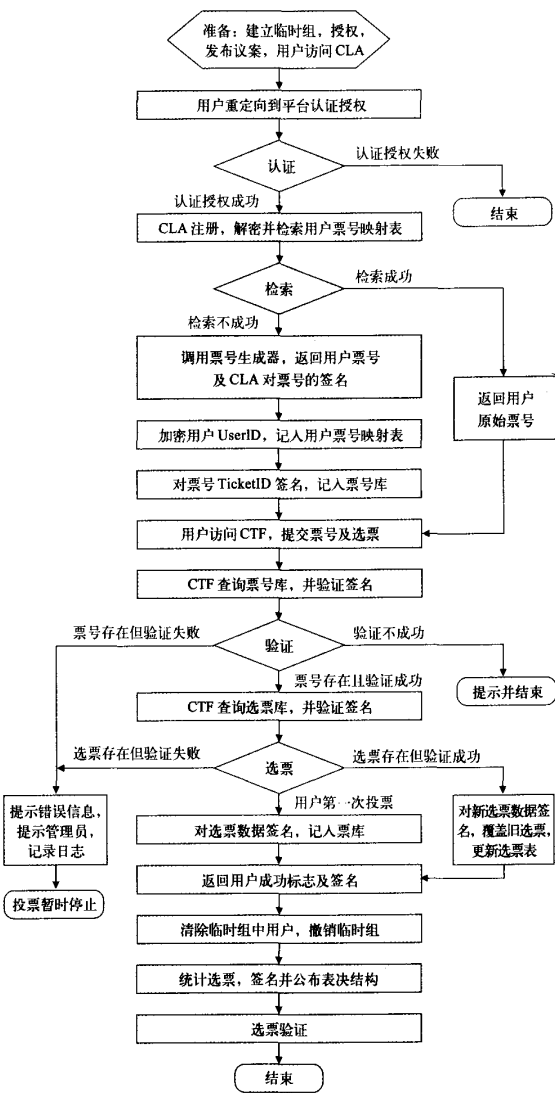 准备：建立临时组，授权，
发布议案，用户访问 CLA
用户重定向到平台认证授权
认证
认证授权失败
结束
认证授权成功
CLA 注册，解密并检索用户票号映射表
检索
检索成功
检索不成功
调用票号生成器，返回用户票号
及 CLA 对票号的签名
返回用户
原始票号
加密用户 UserID，记入用户票号映射表
对票号 TicketID 签名，记入票号库
用户访问 CTF，提交票号及选票
CTF 查询票号库，并验证签名
票号存在但验证失败
验证
验证不成功
提示并结束
票号存在且验证成功
CTF 查询选票库，并验证签名
选票存在但验证失败
选票
选票存在但验证成功
提示错误信息，
提示管理员，
记录日志
投票暂时停止
用户第一次投票
对选票数据签名，记入票库
对新选票数据签
名，覆盖旧选票，
更新选票表
返回用户成功标志及签名
清除临时组中用户，撤销临时组
统计选票，签名并公布表决结构
选票验证
结束